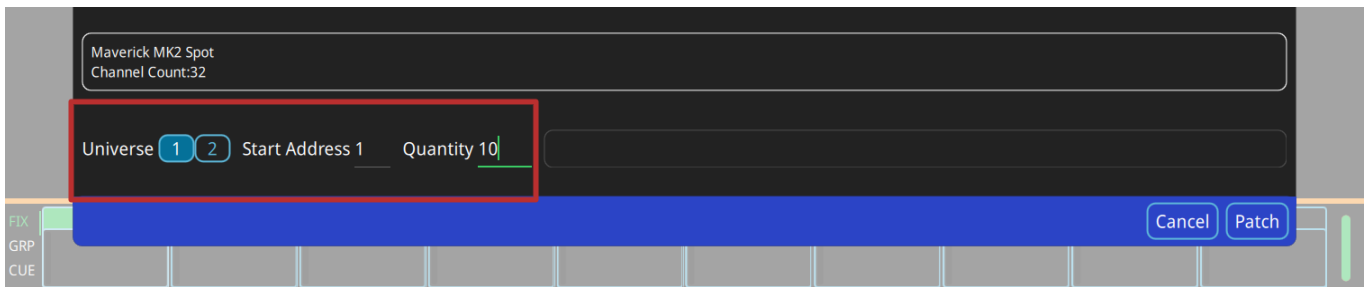 Maverick MK2 Spot
Channel Count:32
Universe 1 2 Start Address 1 Quantity 10
Cancel Patch
FIX
GRP
CUE